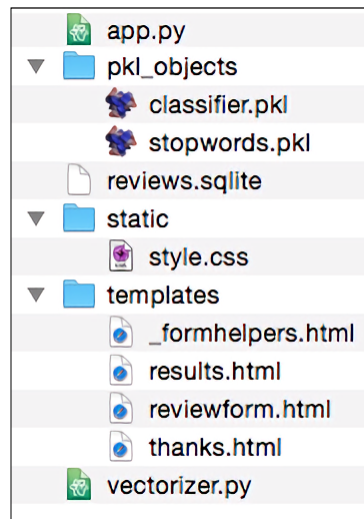 app.py
pkl_objects
classifier.pkl
stopwords.pkl
reviews.sqlite
static
style.css
templates
_formhelpers.html
results.html
reviewform.html
thanks.html
vectorizer.py